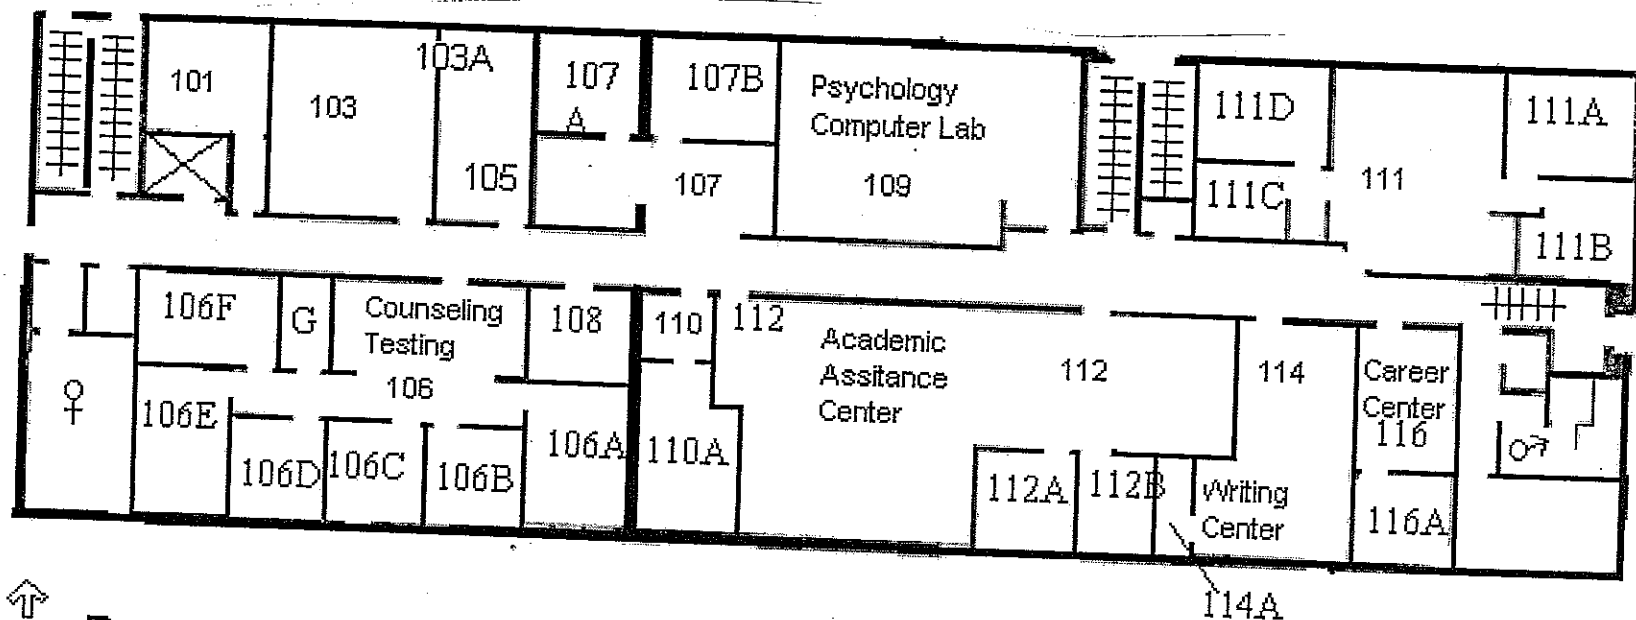 101
103
103A
105
107
A
107B
107
Psychology
Computer Lab
109
111D
111C
111
111A
111B
106F
G
Counseling
Testing
106
108
110
112
Academic
Assitance
Center
112
114
Career
Center
116
106E
106D
106C
106B
106A
110A
112A
112B
Writing
Center
116A
114A